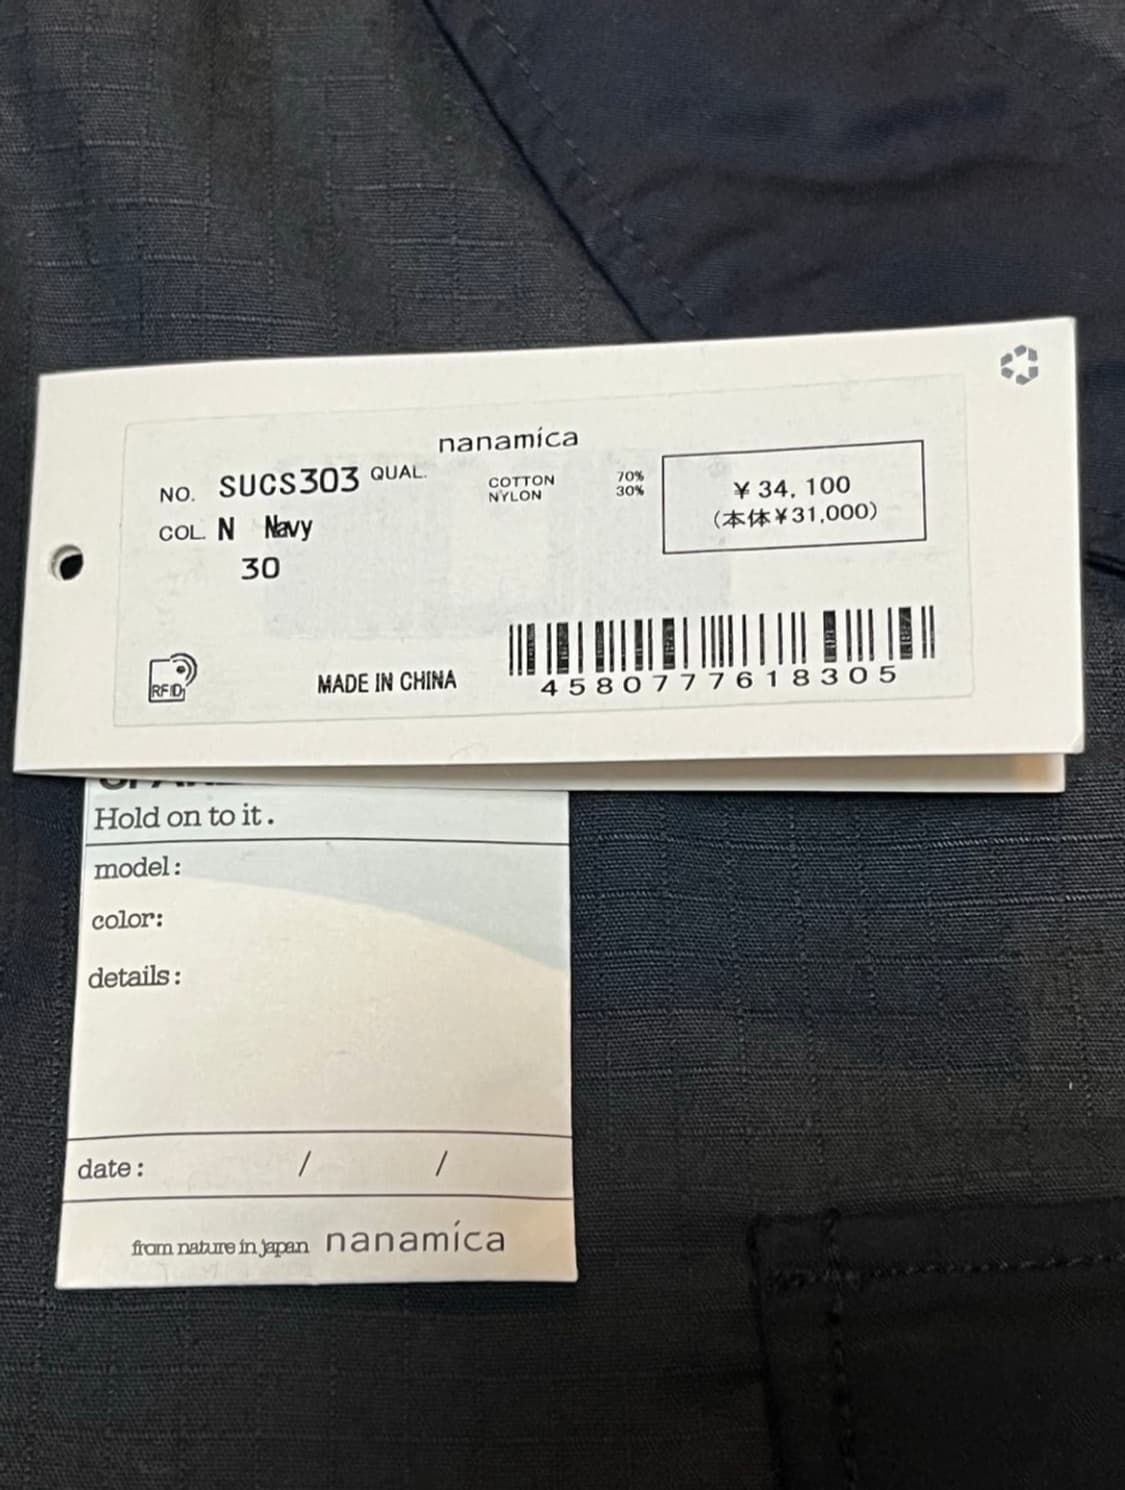 nanamica
NO. SUCS303 QUAL. COTTON 70%
NYLON 30%
¥ 34, 100
(本体¥31,000)
COL. N Navy
30
RFID
MADE IN CHINA
4580777618305
Hold on to it.
model:
color:
details:
date: / /
from nature in japan nanamica